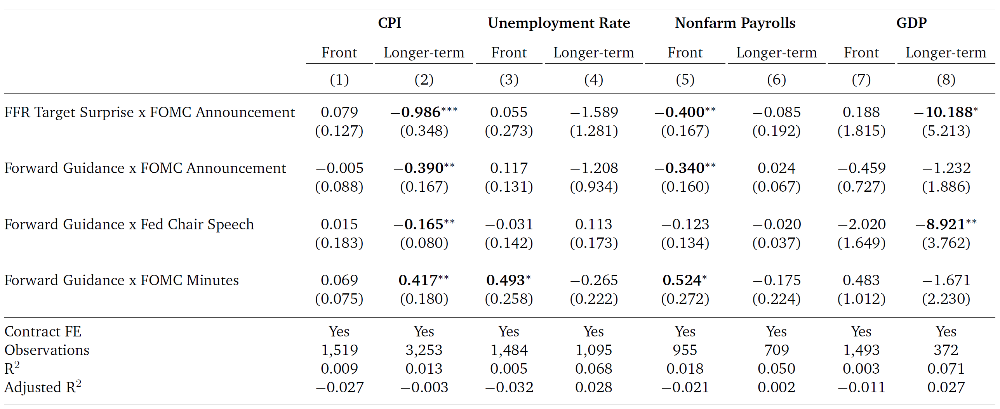 CPI Unemployment Rate Nonfarm Payrolls GDP
Front Longer-term Front Longer-term Front Longer-term Front Longer-term
(1) (2) (3) (4) (5) (6) (7) (8)
FFR Target Surprise x FOMC Announcement 0.079 −0.986*** 0.055 −1.589 −0.400** −0.085 0.188 −10.188*
(0.127) (0.348) (0.273) (1.281) (0.167) (0.192) (1.815) (5.213)
Forward Guidance x FOMC Announcement −0.005 −0.390** 0.117 −1.208 −0.340** 0.024 −0.459 −1.232
(0.088) (0.167) (0.131) (0.934) (0.160) (0.067) (0.727) (1.886)
Forward Guidance x Fed Chair Speech 0.015 −0.165** −0.031 0.113 −0.123 −0.020 −2.020 −8.921**
(0.183) (0.080) (0.142) (0.173) (0.134) (0.037) (1.649) (3.762)
Forward Guidance x FOMC Minutes 0.069 0.417** 0.493* −0.265 0.524* −0.175 0.483 −1.671
(0.075) (0.180) (0.258) (0.222) (0.272) (0.224) (1.012) (2.230)
Contract FE Yes Yes Yes Yes Yes Yes Yes Yes
Observations 1,519 3,253 1,484 1,095 955 709 1,493 372
R² 0.009 0.013 0.005 0.068 0.018 0.050 0.003 0.071
Adjusted R² −0.027 −0.003 −0.032 0.028 −0.021 0.002 −0.011 0.027